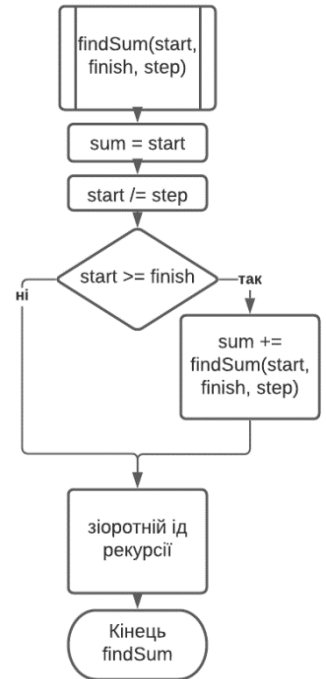 findSum(start,
finish, step)
sum = start
start /= step
start >= finish
так
ні
sum +=
findSum(start,
finish, step)
зіоротній ід
рекурсії
Кінець
findSum